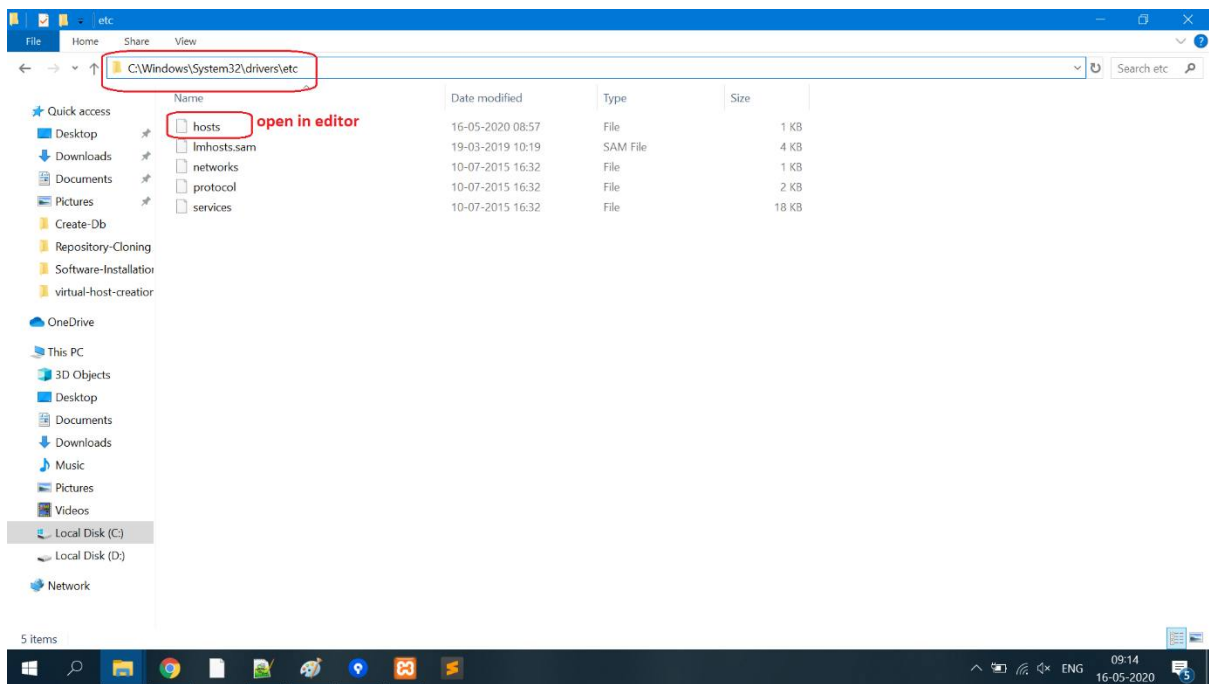 etc
File Home Share View
C:\Windows\System32\drivers\etc
Search etc
Name Date modified Type Size
hosts 16-05-2020 08:57 File 1 KB
open in editor
lmhosts.sam 19-03-2019 10:19 SAM File 4 KB
networks 10-07-2015 16:32 File 1 KB
protocol 10-07-2015 16:32 File 2 KB
services 10-07-2015 16:32 File 18 KB
Quick access
Desktop
Downloads
Documents
Pictures
Create-Db
Repository-Cloning
Software-Installation
virtual-host-creation
OneDrive
This PC
3D Objects
Desktop
Documents
Downloads
Music
Pictures
Videos
Local Disk (C:)
Local Disk (D:)
Network
5 items
ENG
09:14
16-05-2020
5